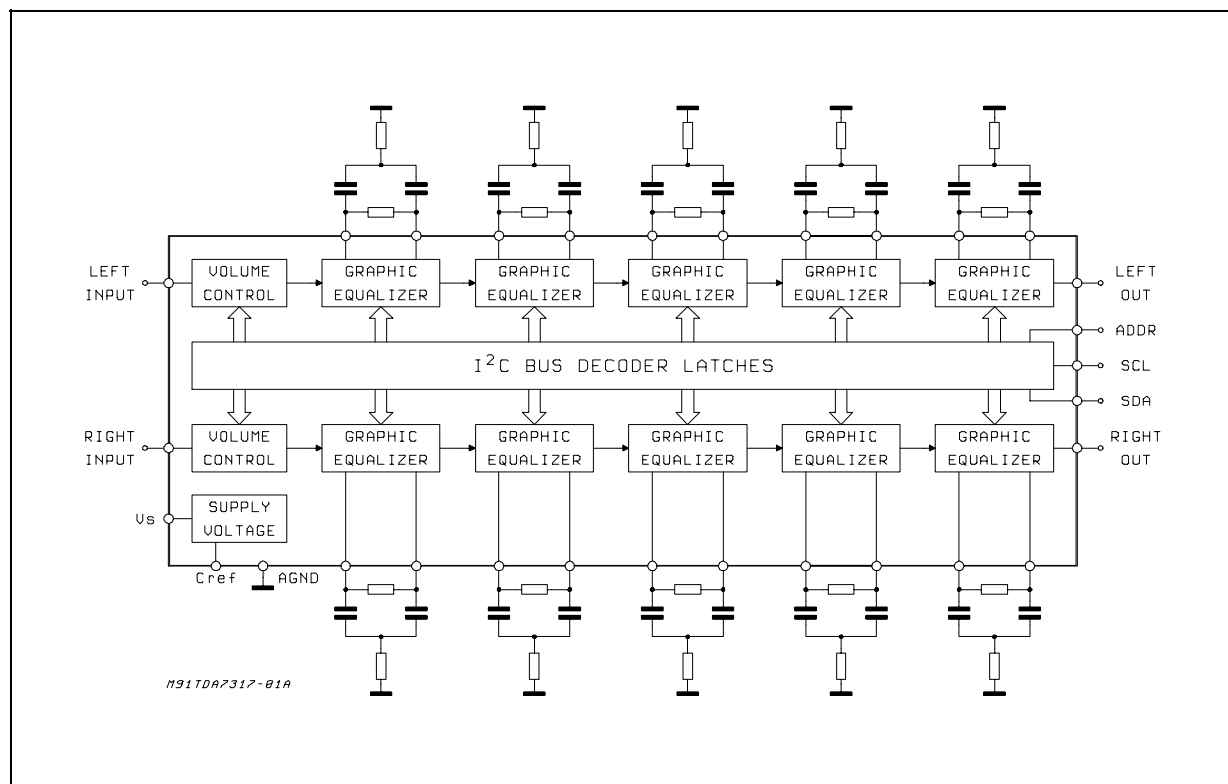 LEFT
INPUT
VOLUME
CONTROL
GRAPHIC
EQUALIZER
GRAPHIC
EQUALIZER
GRAPHIC
EQUALIZER
GRAPHIC
EQUALIZER
GRAPHIC
EQUALIZER
LEFT
OUT
ADDR
I²C BUS DECODER LATCHES
SCL
SDA
RIGHT
INPUT
VOLUME
CONTROL
GRAPHIC
EQUALIZER
GRAPHIC
EQUALIZER
GRAPHIC
EQUALIZER
GRAPHIC
EQUALIZER
GRAPHIC
EQUALIZER
RIGHT
OUT
Vs
SUPPLY
VOLTAGE
Cref
AGND
M91TDA7317-01A